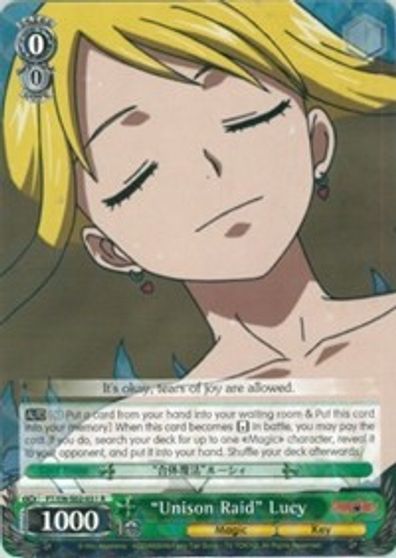 0
0
It's okay, tears of joy are allowed.
Put a card from your hand into your waiting room & Put this card
into your memory] When this card becomes in battle, you may pay the
cost. If you do, search your deck for up to one «Magic» character, reveal it
to your opponent, and put it into your hand. Shuffle your deck afterwards.
"合体魔法"ルーシィ
FT/EN-S02-051 R
1000
"Unison Raid" Lucy
Magic
Key